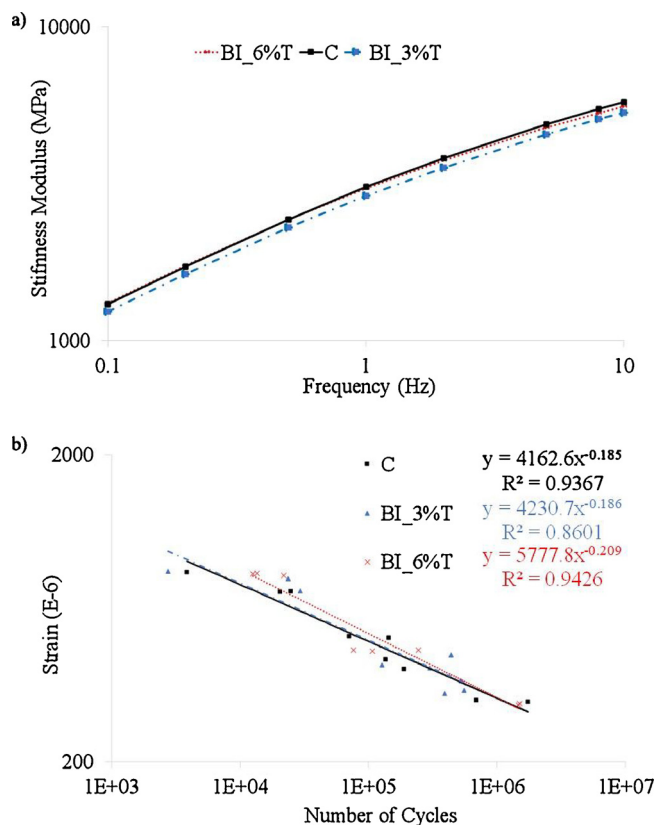 a)
10000
BI_6%T C BI_3%T
Stifnness Modulus (MPa)
1000
0.1 1 10
Frequency (Hz)
b)
2000
C y = 4162.6x^-0.185
R² = 0.9367
BI_3%T y = 4230.7x^-0.186
R² = 0.8601
BI_6%T y = 5777.8x^-0.209
R² = 0.9426
Strain (E-6)
200
1E+03 1E+04 1E+05 1E+06 1E+07
Number of Cycles